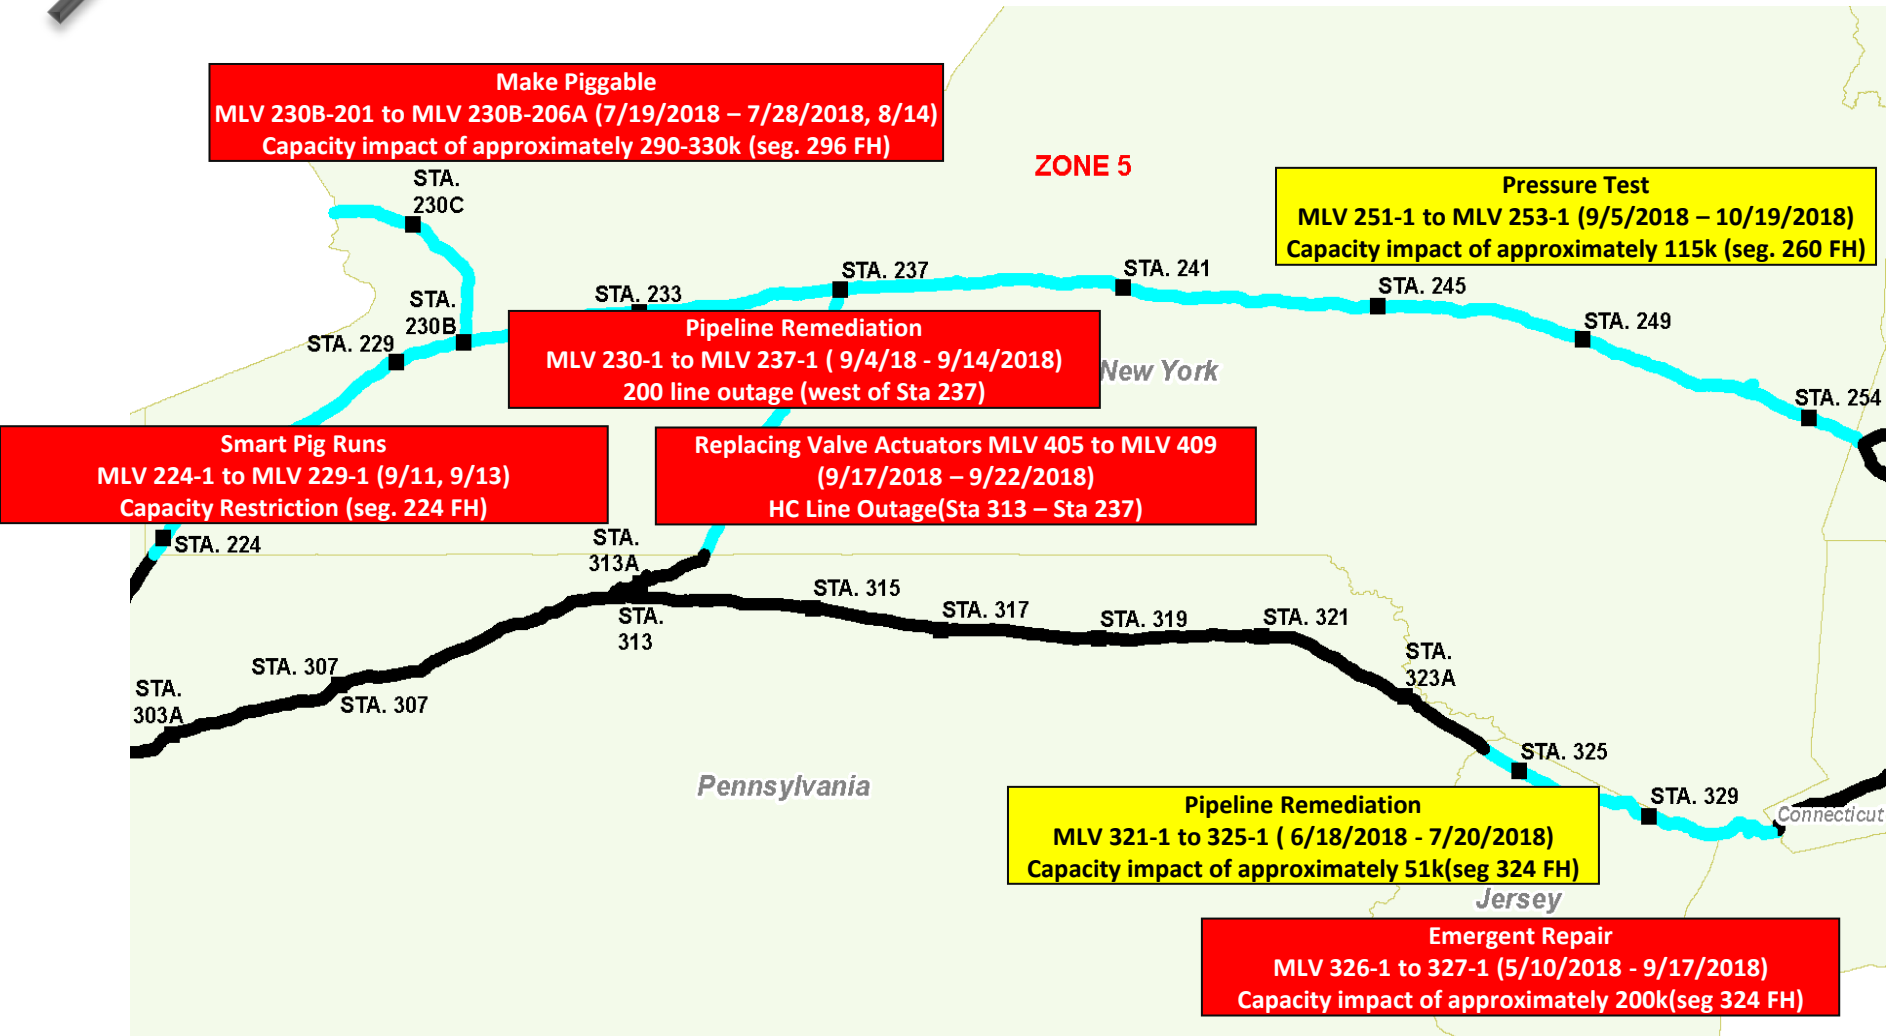 Make Piggable
MLV 230B-201 to MLV 230B-206A (7/19/2018 – 7/28/2018, 8/14)
Capacity impact of approximately 290-330k (seg. 296 FH)
ZONE 5
STA.
230C
Pressure Test
MLV 251-1 to MLV 253-1 (9/5/2018 – 10/19/2018)
Capacity impact of approximately 115k (seg. 260 FH)
STA. 237
STA. 241
STA. 245
STA. 233
STA.
230B
STA. 229
STA. 249
Pipeline Remediation
MLV 230-1 to MLV 237-1 ( 9/4/18 - 9/14/2018)
200 line outage (west of Sta 237)
New York
STA. 254
Smart Pig Runs
MLV 224-1 to MLV 229-1 (9/11, 9/13)
Capacity Restriction (seg. 224 FH)
Replacing Valve Actuators MLV 405 to MLV 409
(9/17/2018 – 9/22/2018)
HC Line Outage(Sta 313 – Sta 237)
STA. 224
STA.
313A
STA. 315
STA.
313
STA. 317
STA. 319
STA. 321
STA.
323A
STA. 307
STA. 307
STA.
303A
STA. 325
Pennsylvania
STA. 329
Connecticut
Pipeline Remediation
MLV 321-1 to 325-1 ( 6/18/2018 - 7/20/2018)
Capacity impact of approximately 51k(seg 324 FH)
Jersey
Emergent Repair
MLV 326-1 to 327-1 (5/10/2018 - 9/17/2018)
Capacity impact of approximately 200k(seg 324 FH)